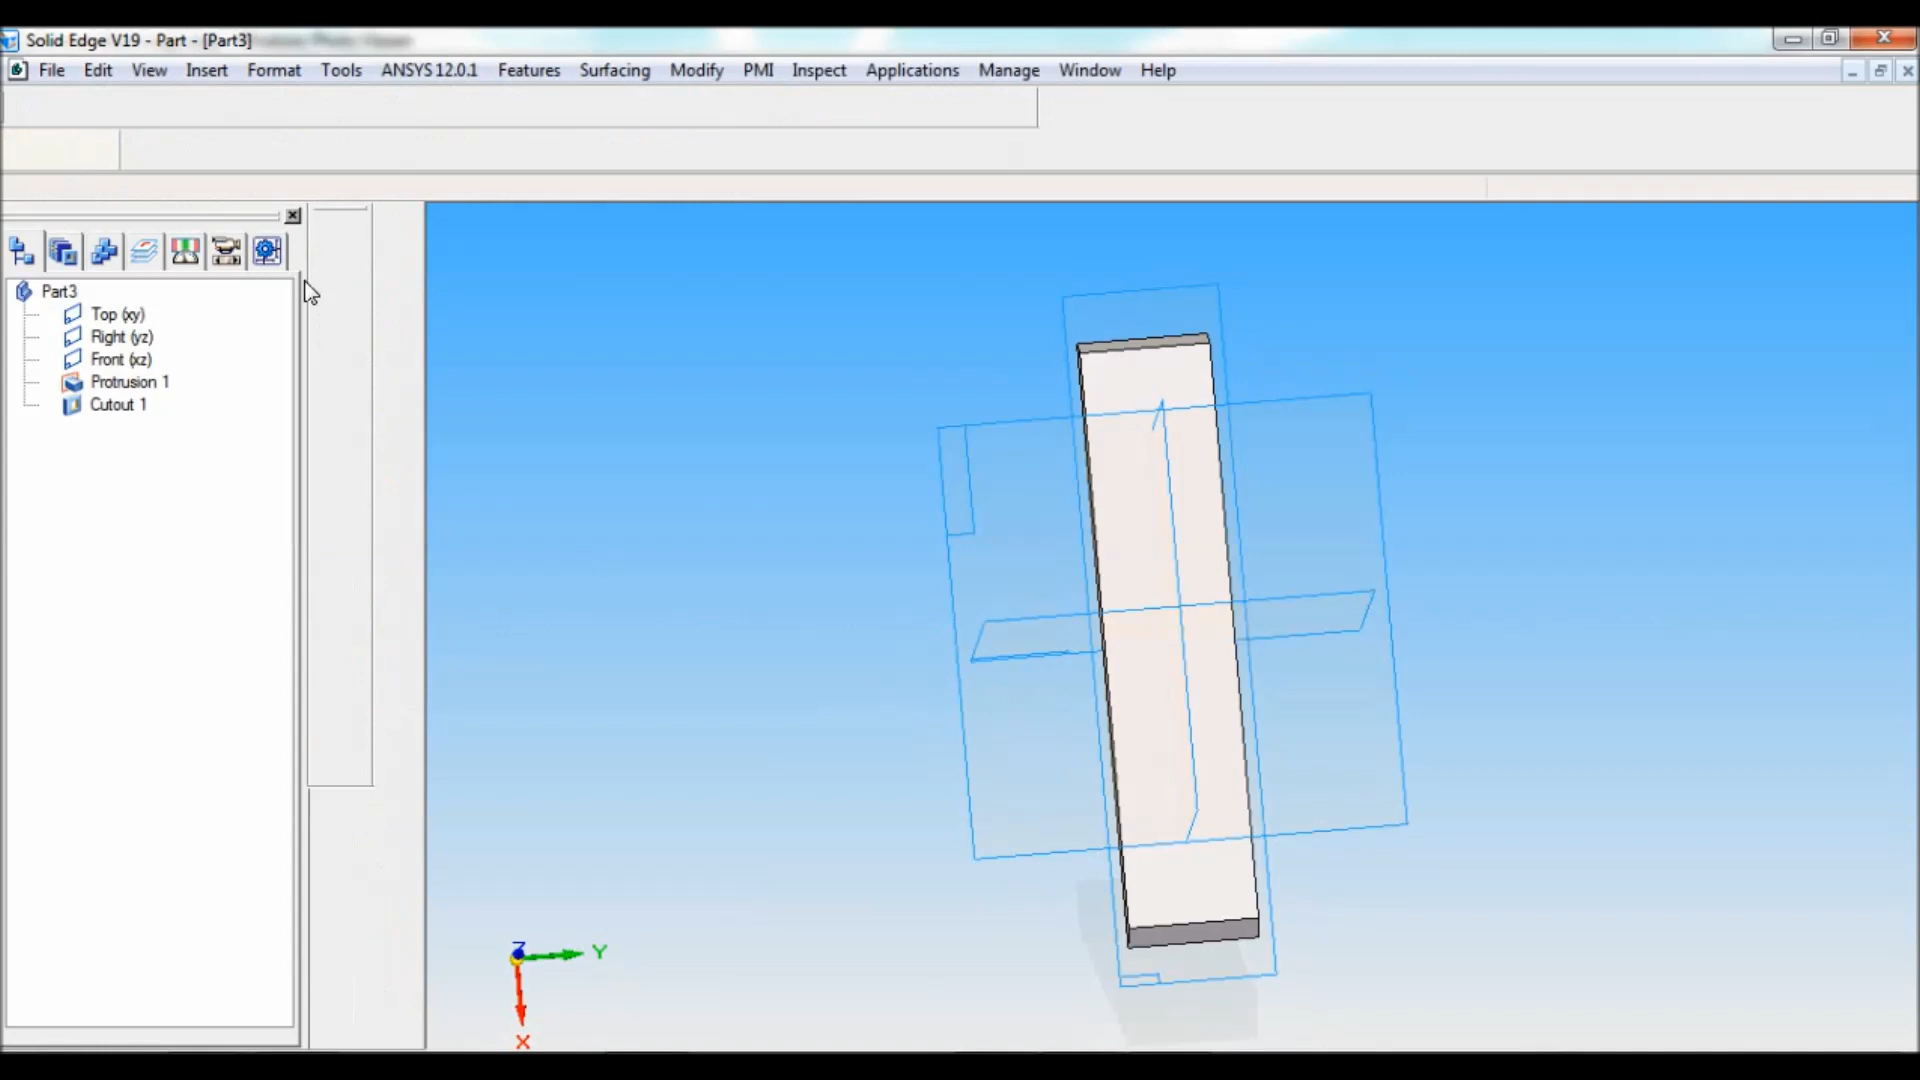 Solid Edge V19 - Part - [Part3]
File Edit View Insert Format Tools ANSYS 12.0.1 Features Surfacing Modify PMI Inspect Applications Manage Window Help
Part3
Top (xy)
Right (yz)
Front (xz)
Protrusion 1
Cutout 1
Z
Y
X